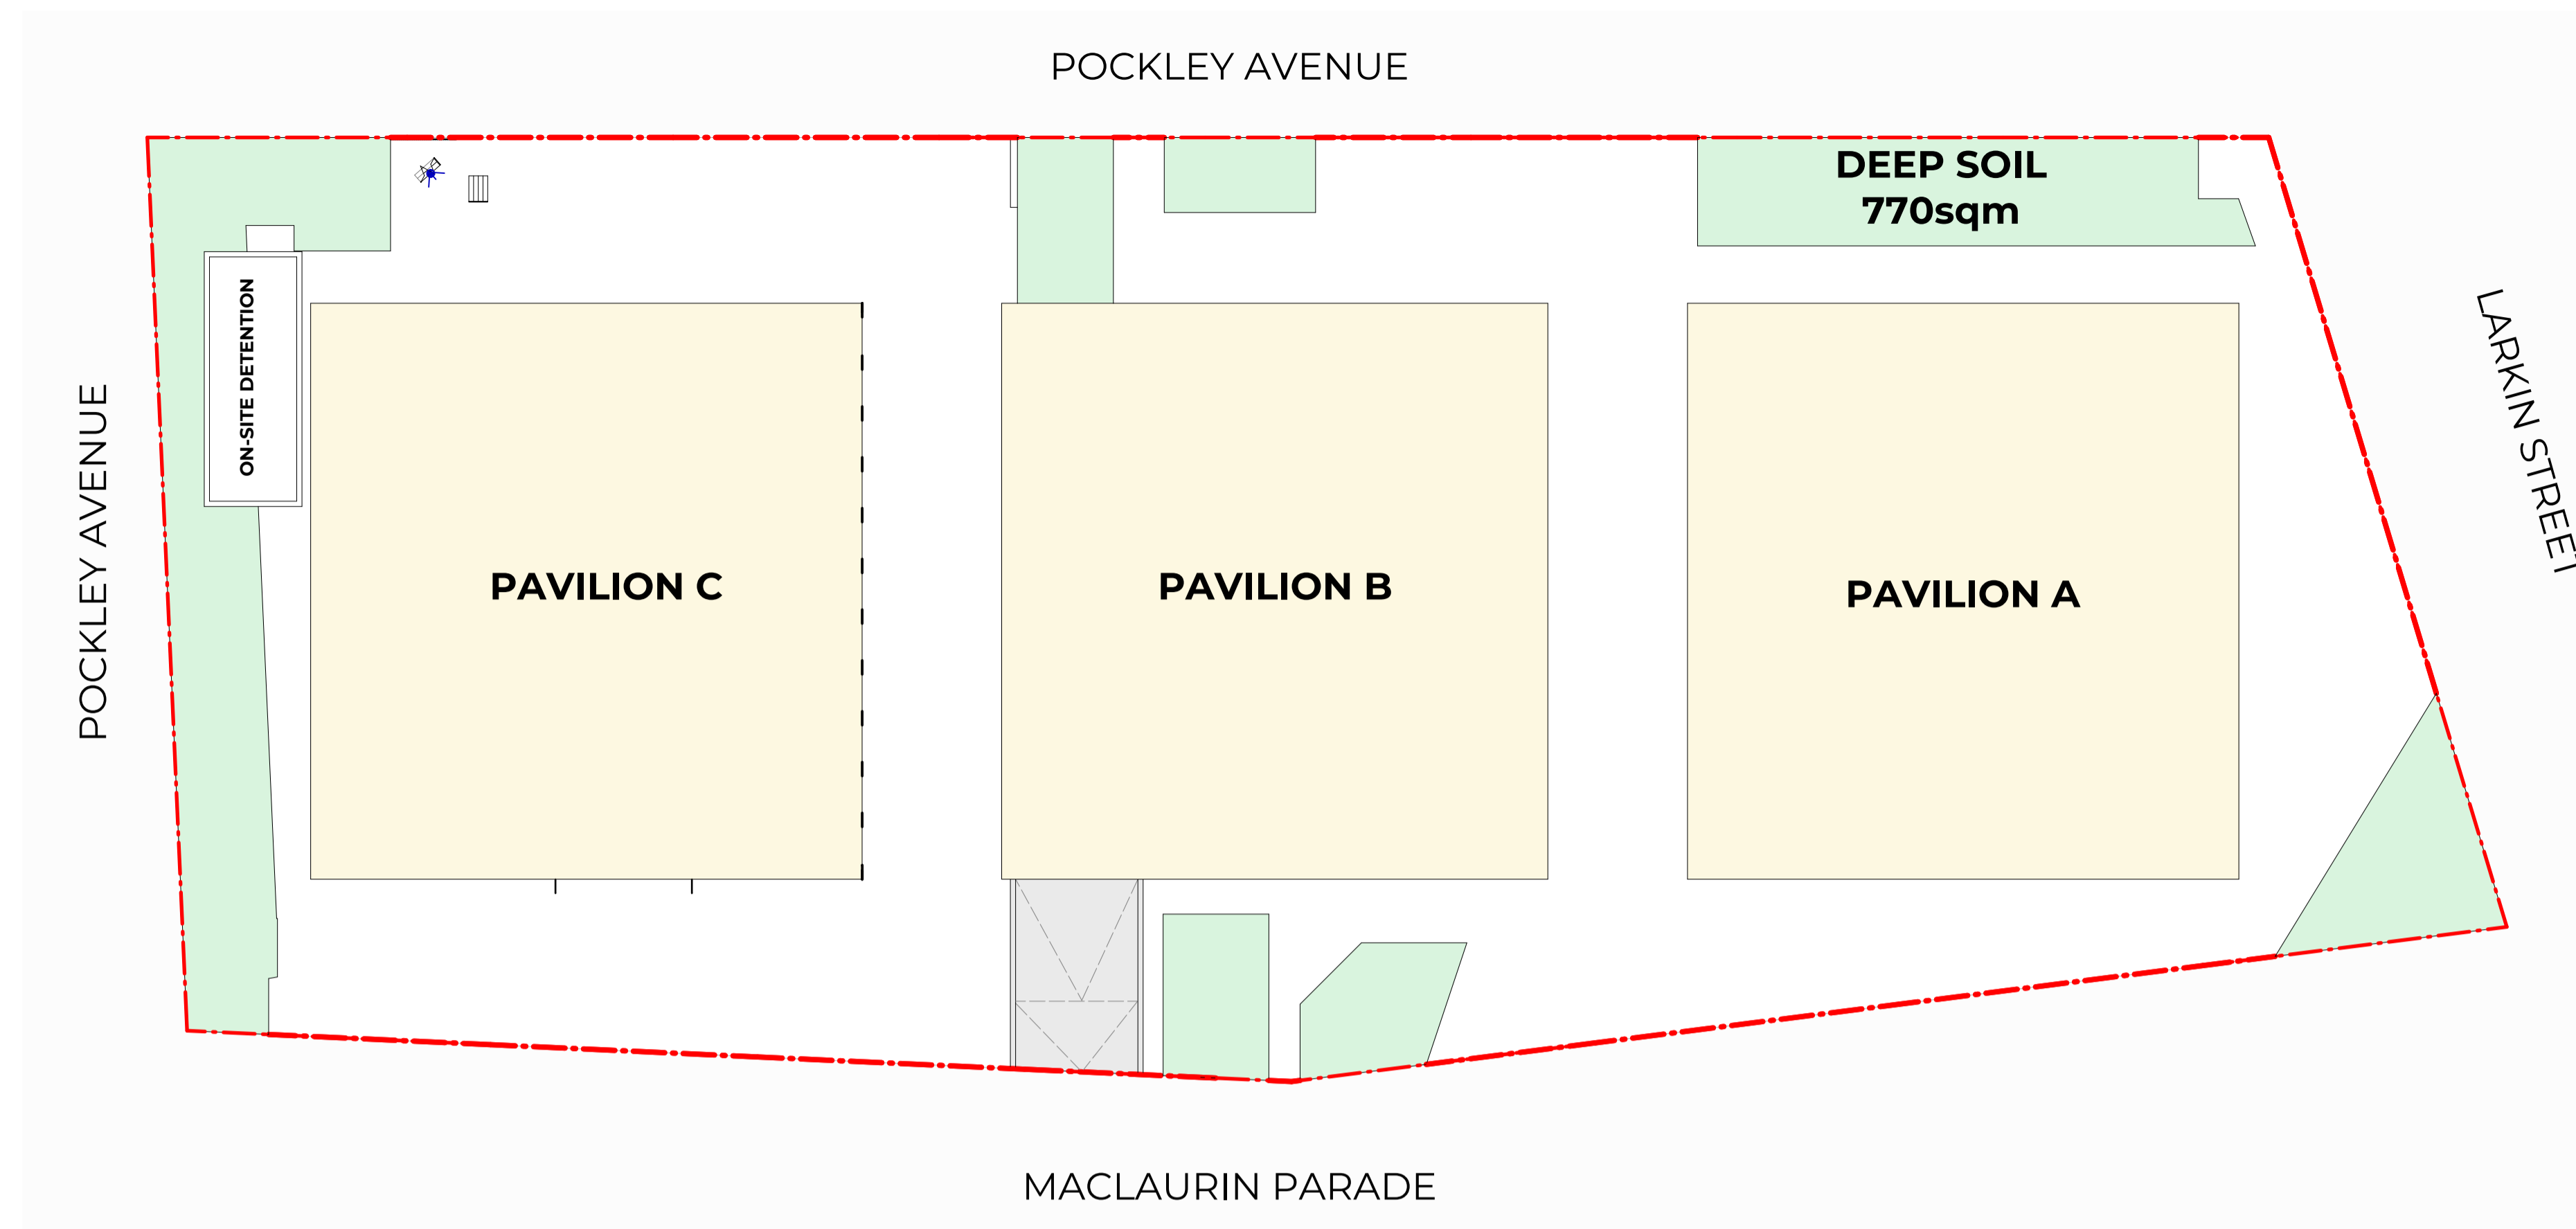 POCKLEY AVENUE
DEEP SOIL
770sqm
ON-SITE DETENTION
POCKLEY AVENUE
LARKIN STREET
PAVILION C
PAVILION B
PAVILION A
MACLAURIN PARADE